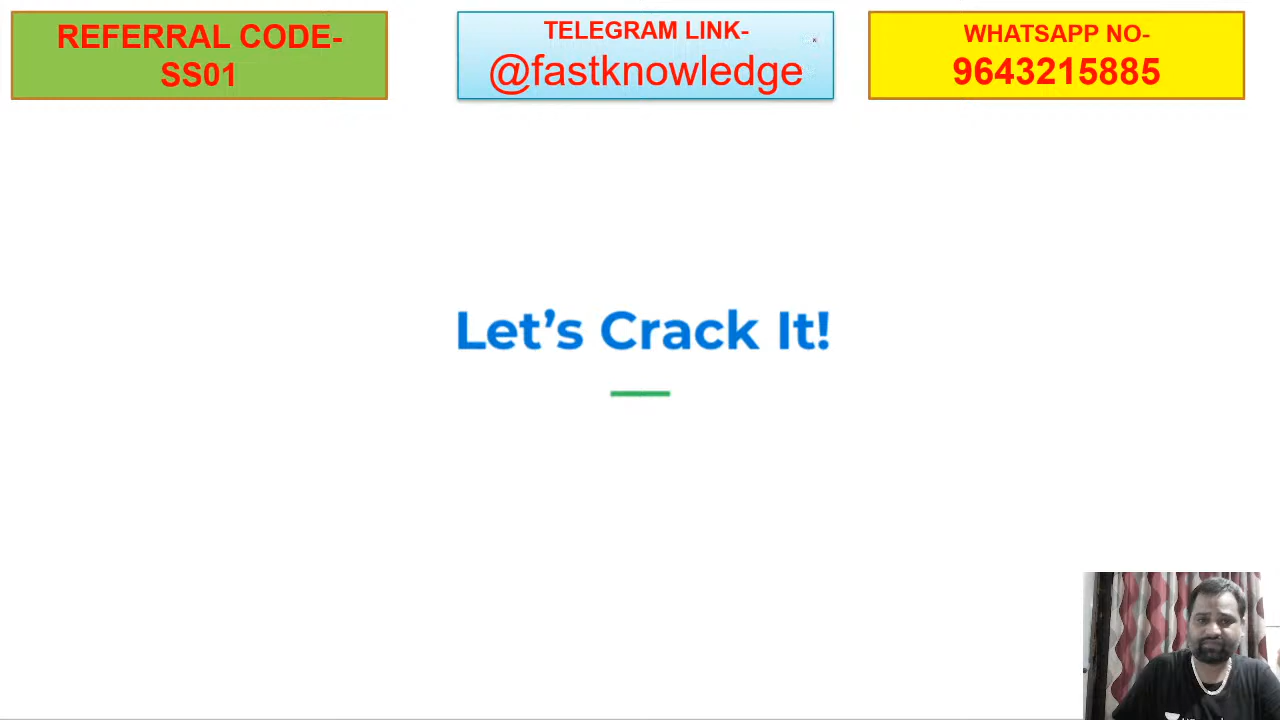 REFERRAL CODE-
SS01
TELEGRAM LINK-
@fastknowledge
WHATSAPP NO-
9643215885
Let's Crack It!